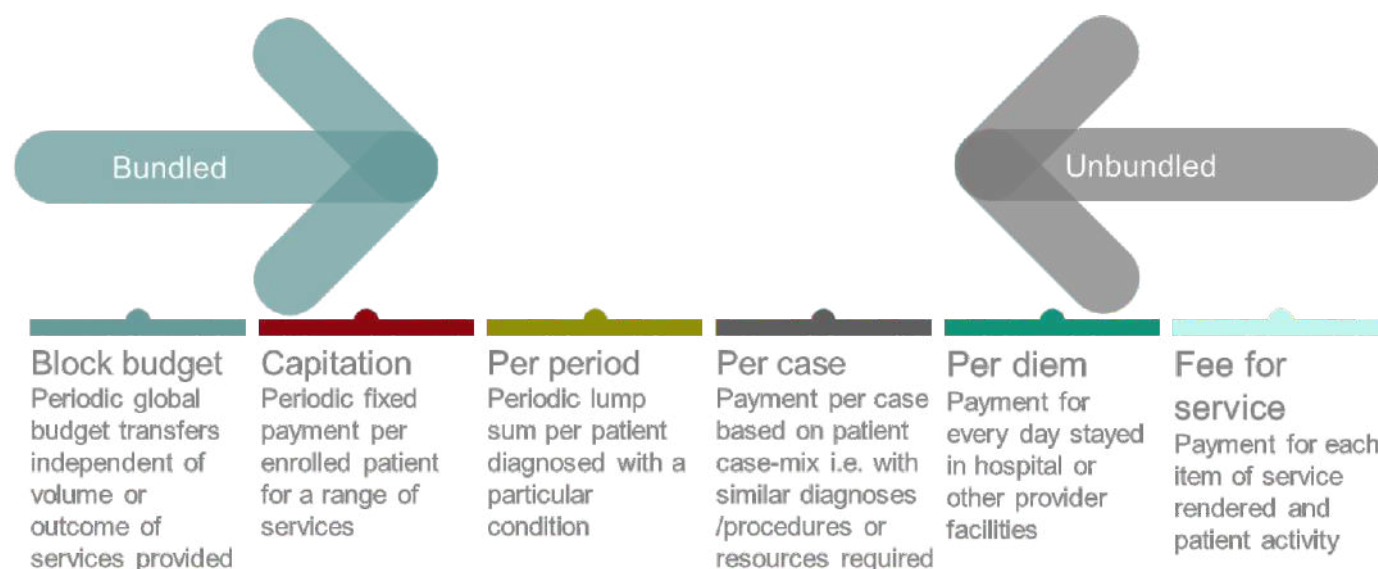 Bundled
Unbundled
Block budget
Periodic global
budget transfers
independent of
volume or
outcome of
services provided
Capitation
Periodic fixed
payment per
enrolled patient
for a range of
services
Per period
Periodic lump
sum per patient
diagnosed with a
particular
condition
Per case
Payment per case
based on patient
case-mix i.e. with
similar diagnoses
/procedures or
resources required
Per diem
Payment for
every day stayed
in hospital or
other provider
facilities
Fee for
service
Payment for each
item of service
rendered and
patient activity